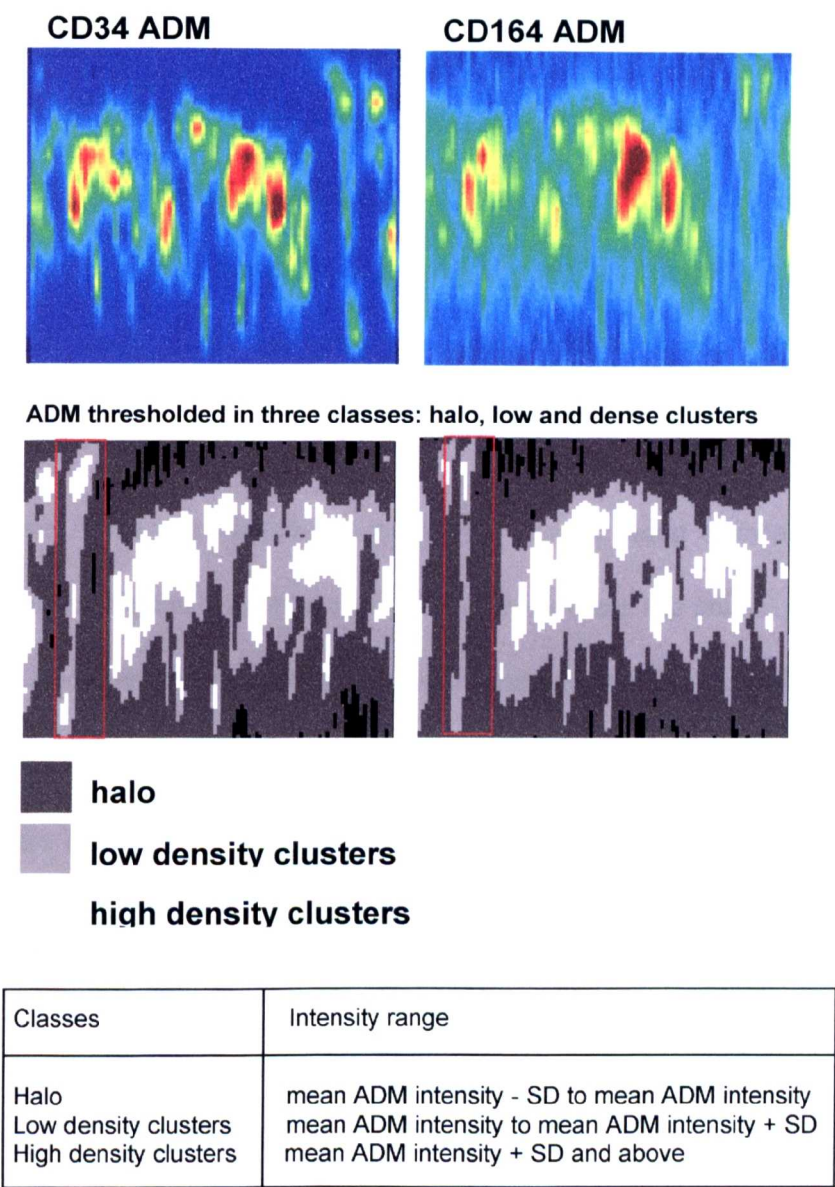 CD34 ADM
CD164 ADM
ADM thresholded in three classes: halo, low and dense clusters
halo
low density clusters
high density clusters
Classes
Intensity range
Halo
mean ADM intensity - SD to mean ADM intensity
Low density clusters
mean ADM intensity to mean ADM intensity + SD
High density clusters
mean ADM intensity + SD and above